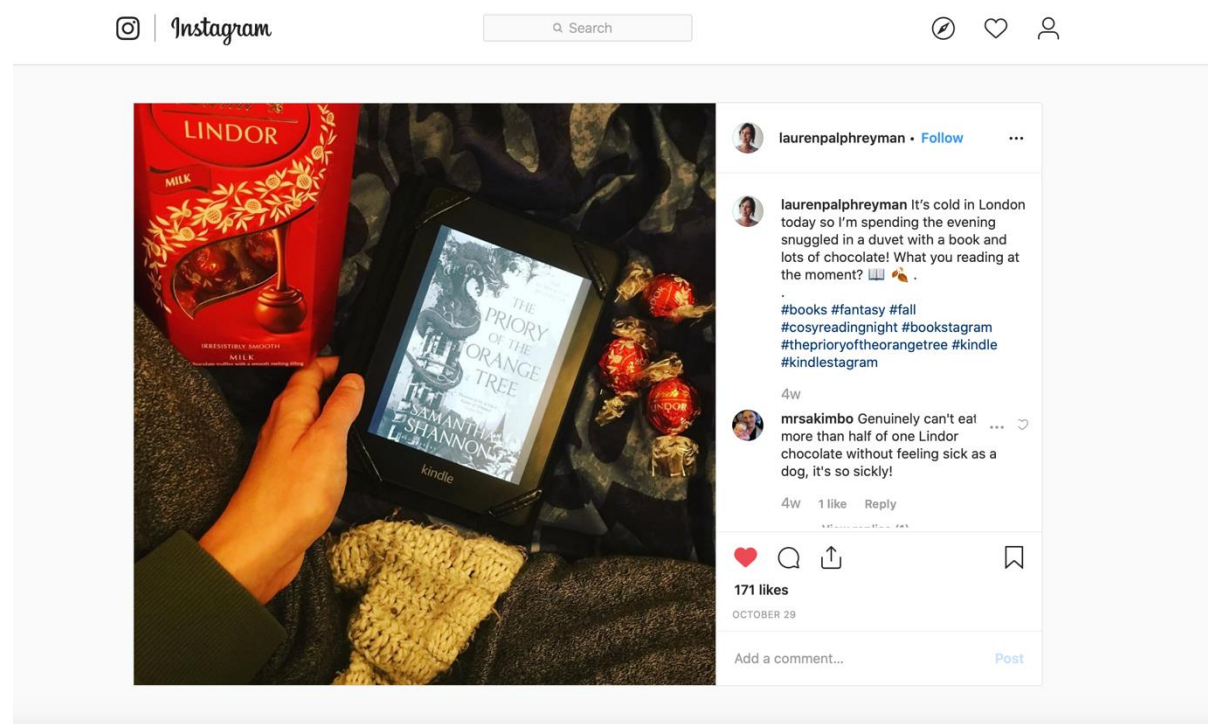 Instagram
Search
LINDOR
MILK
IRRESISTIBLY SMOOTH
MILK
THE
PRIORY
OF THE
ORANGE
TREE
SAMANTHA
SHANNON
kindle
LINDOR
LINDOR
laurenpalphreyman • Follow
laurenpalphreyman It's cold in London
today so I'm spending the evening
snuggled in a duvet with a book and
lots of chocolate! What you reading at
the moment? 📖 🍂 .
.
#books #fantasy #fall
#cosyreadingnight #bookstagram
#theprioryoftheorangetree #kindle
#kindlestagram
4w
mrsakimbo Genuinely can't eat
more than half of one Lindor
chocolate without feeling sick as a
dog, it's so sickly!
4w 1 like Reply
View replies (1)
171 likes
OCTOBER 29
Add a comment... Post